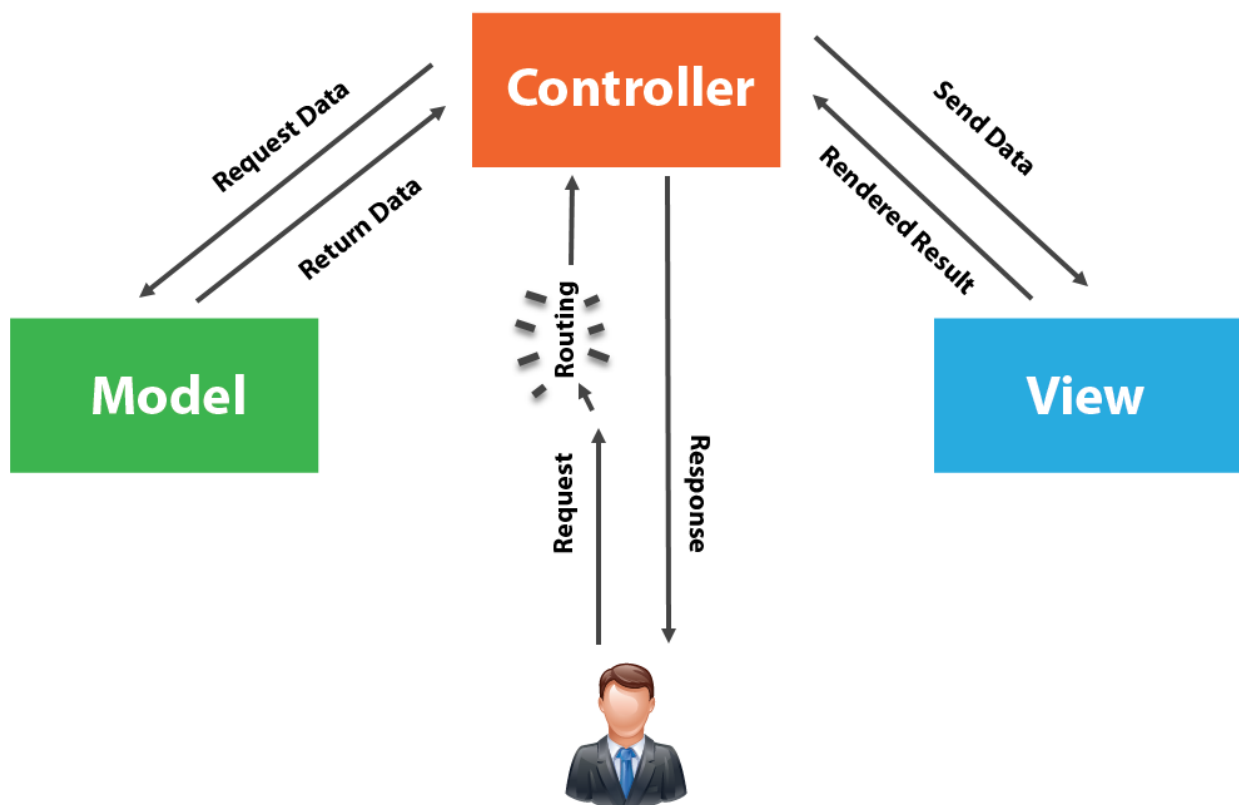 Controller
Request Data
Return Data
Send Data
Rendered Result
Routing
Model
View
Request
Response